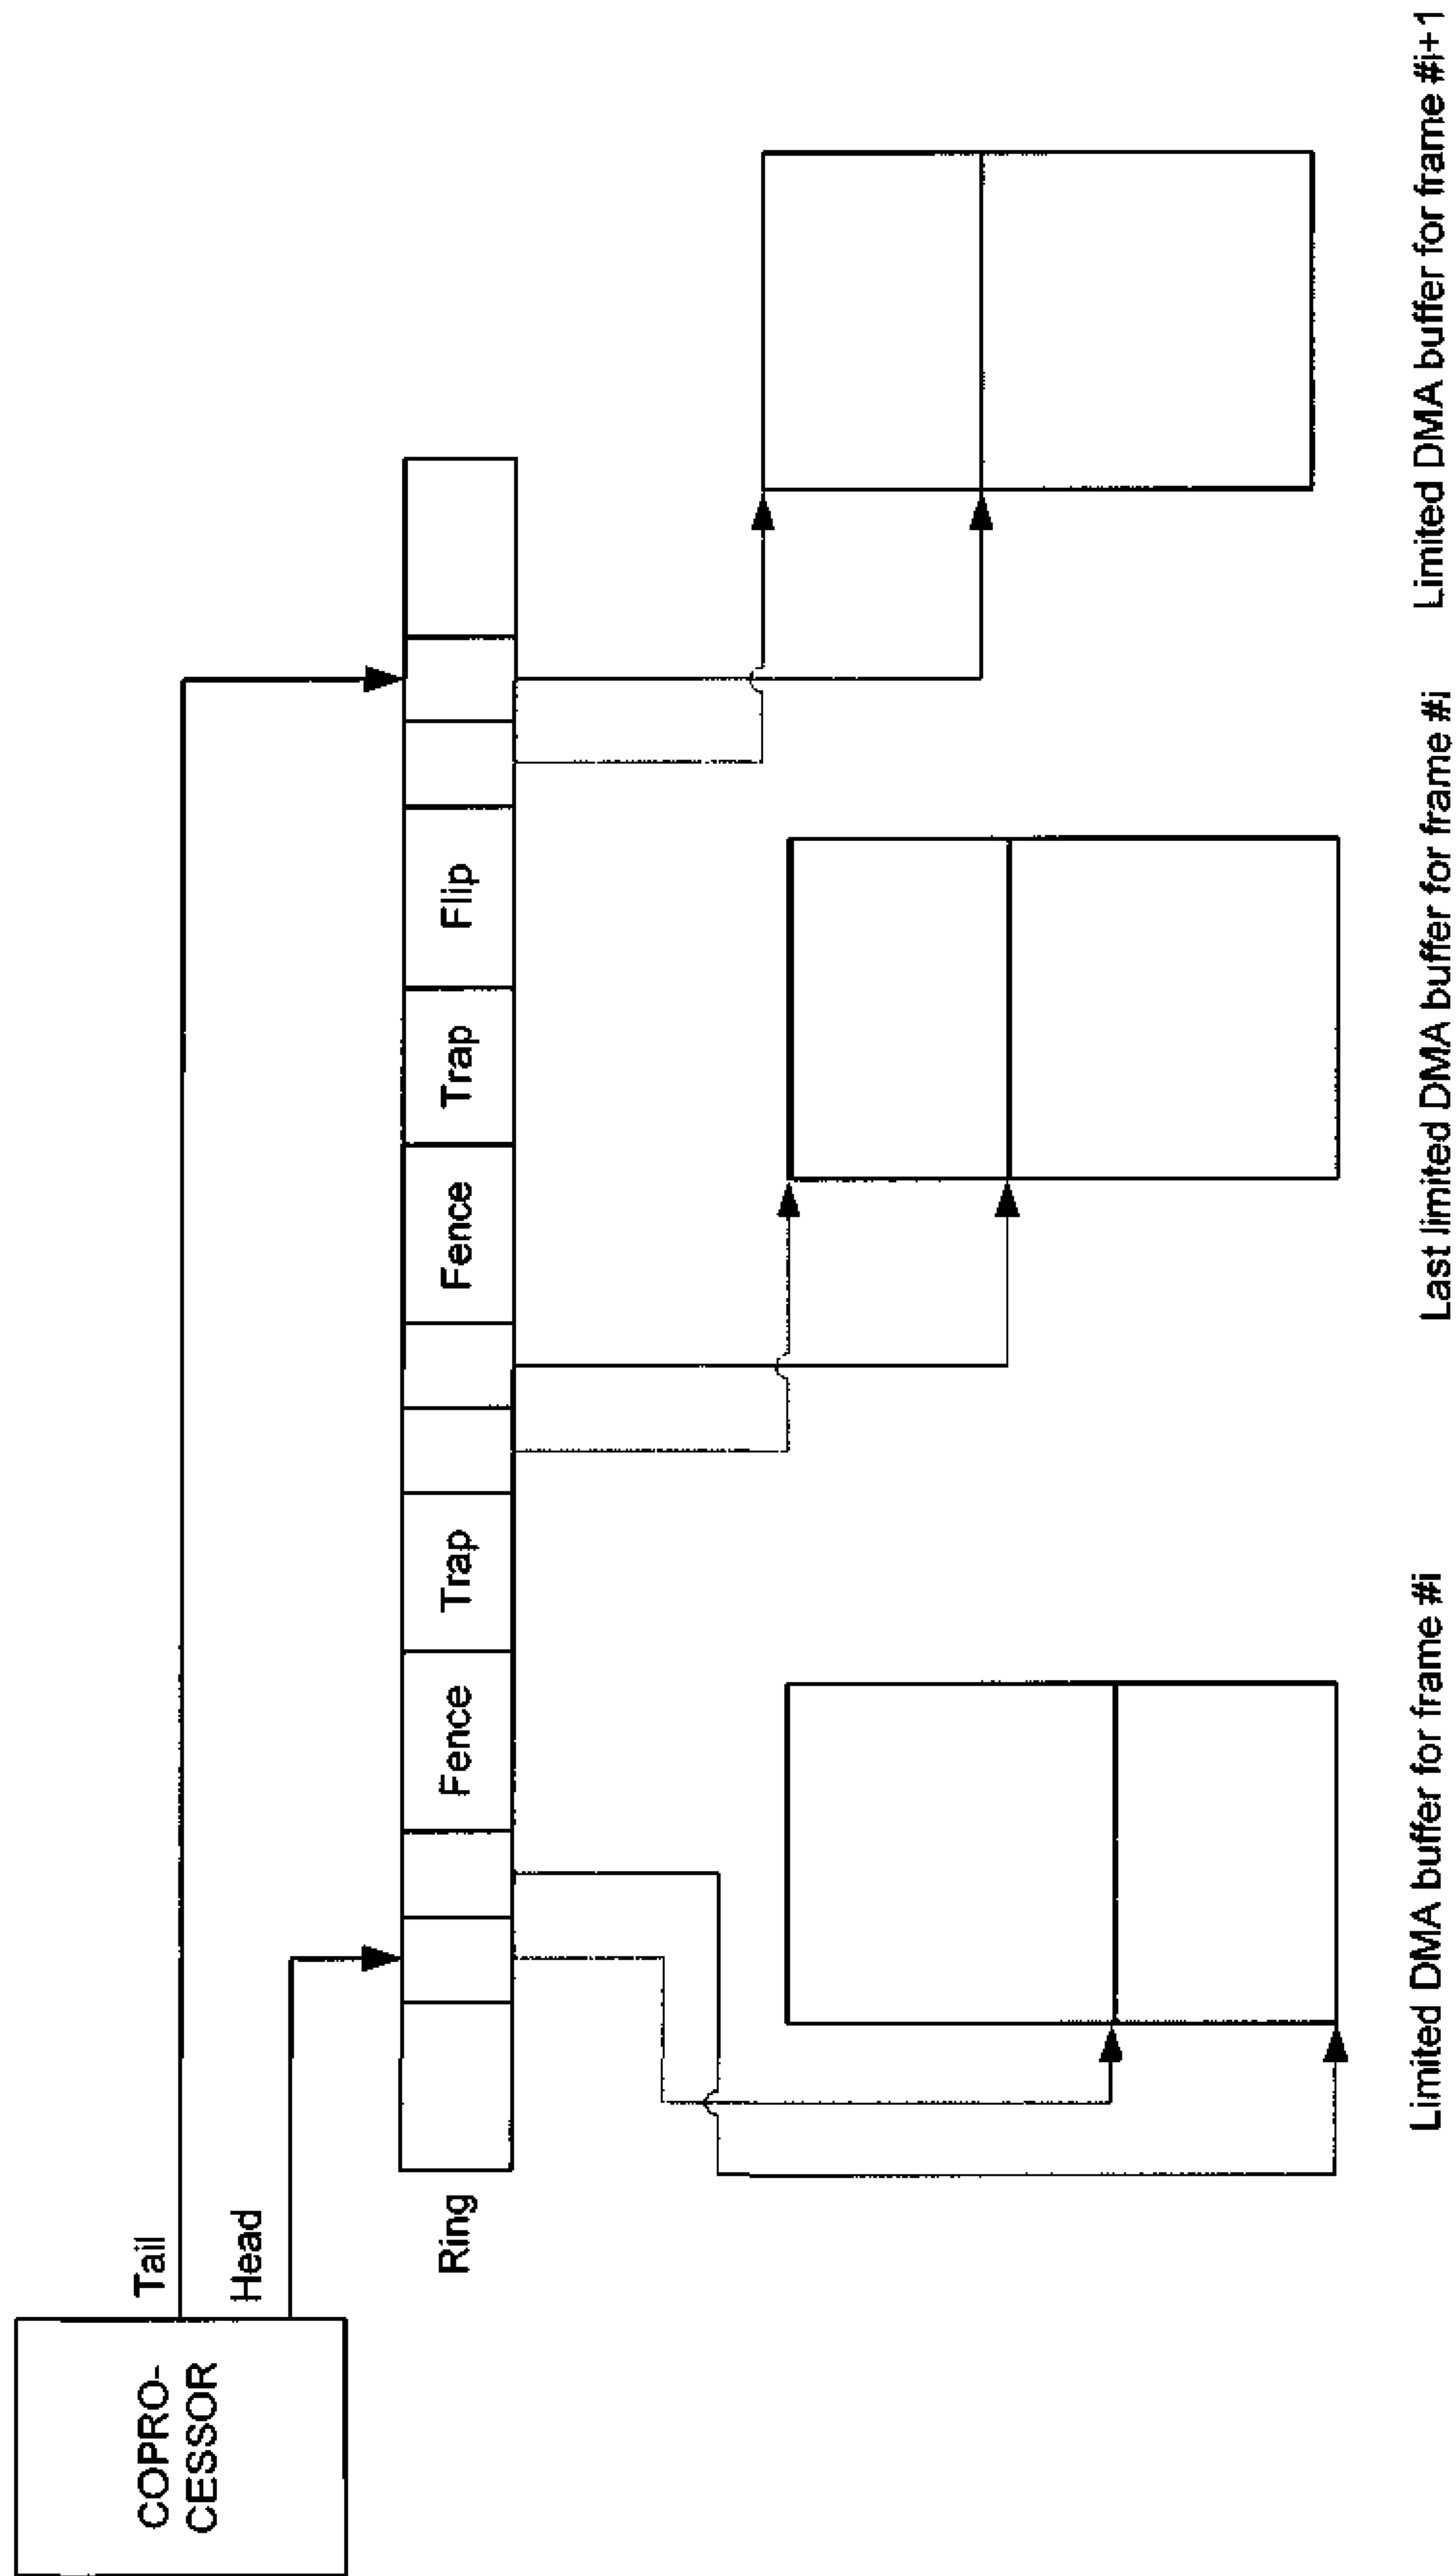 COPRO-
CESSOR
Tail
Head
Ring
Fence
Trap
Fence
Trap
Flip
Limited DMA buffer for frame #i
Last limited DMA buffer for frame #i
Limited DMA buffer for frame #i+1